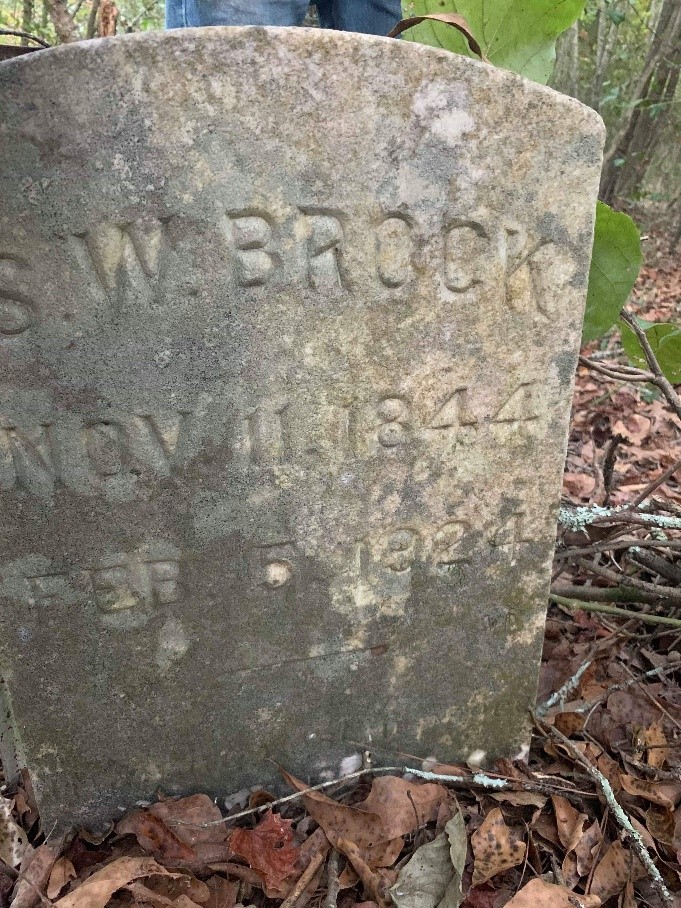 S. W. BROCK
NOV 11. 1844
FEB 5. 1924